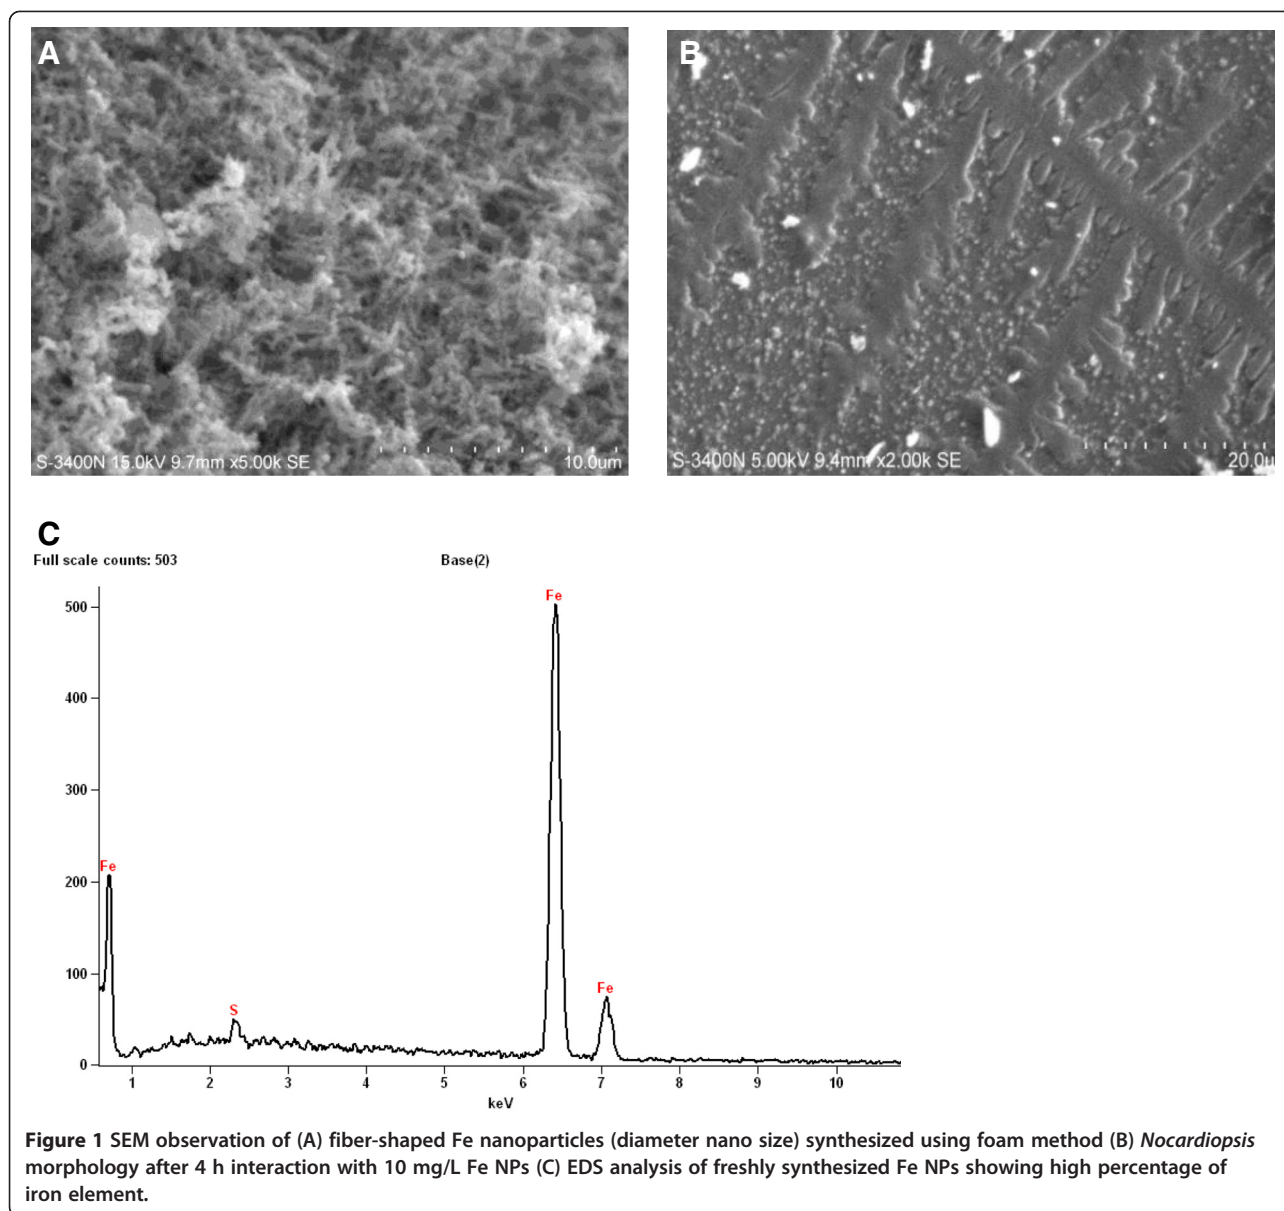 A
B
S-3400N 15.0kV 9.7mm x5.00k SE 10.0um
S-3400N 5.00kV 9.4mm x2.00k SE 20.0u
C
Full scale counts: 503 Base(2)
Fe
500
400
300
Fe
200
Fe
100
S
0
1 2 3 4 5 6 7 8 9 10
keV
Figure 1 SEM observation of (A) fiber-shaped Fe nanoparticles (diameter nano size) synthesized using foam method (B) Nocardiopsis
morphology after 4 h interaction with 10 mg/L Fe NPs (C) EDS analysis of freshly synthesized Fe NPs showing high percentage of
iron element.